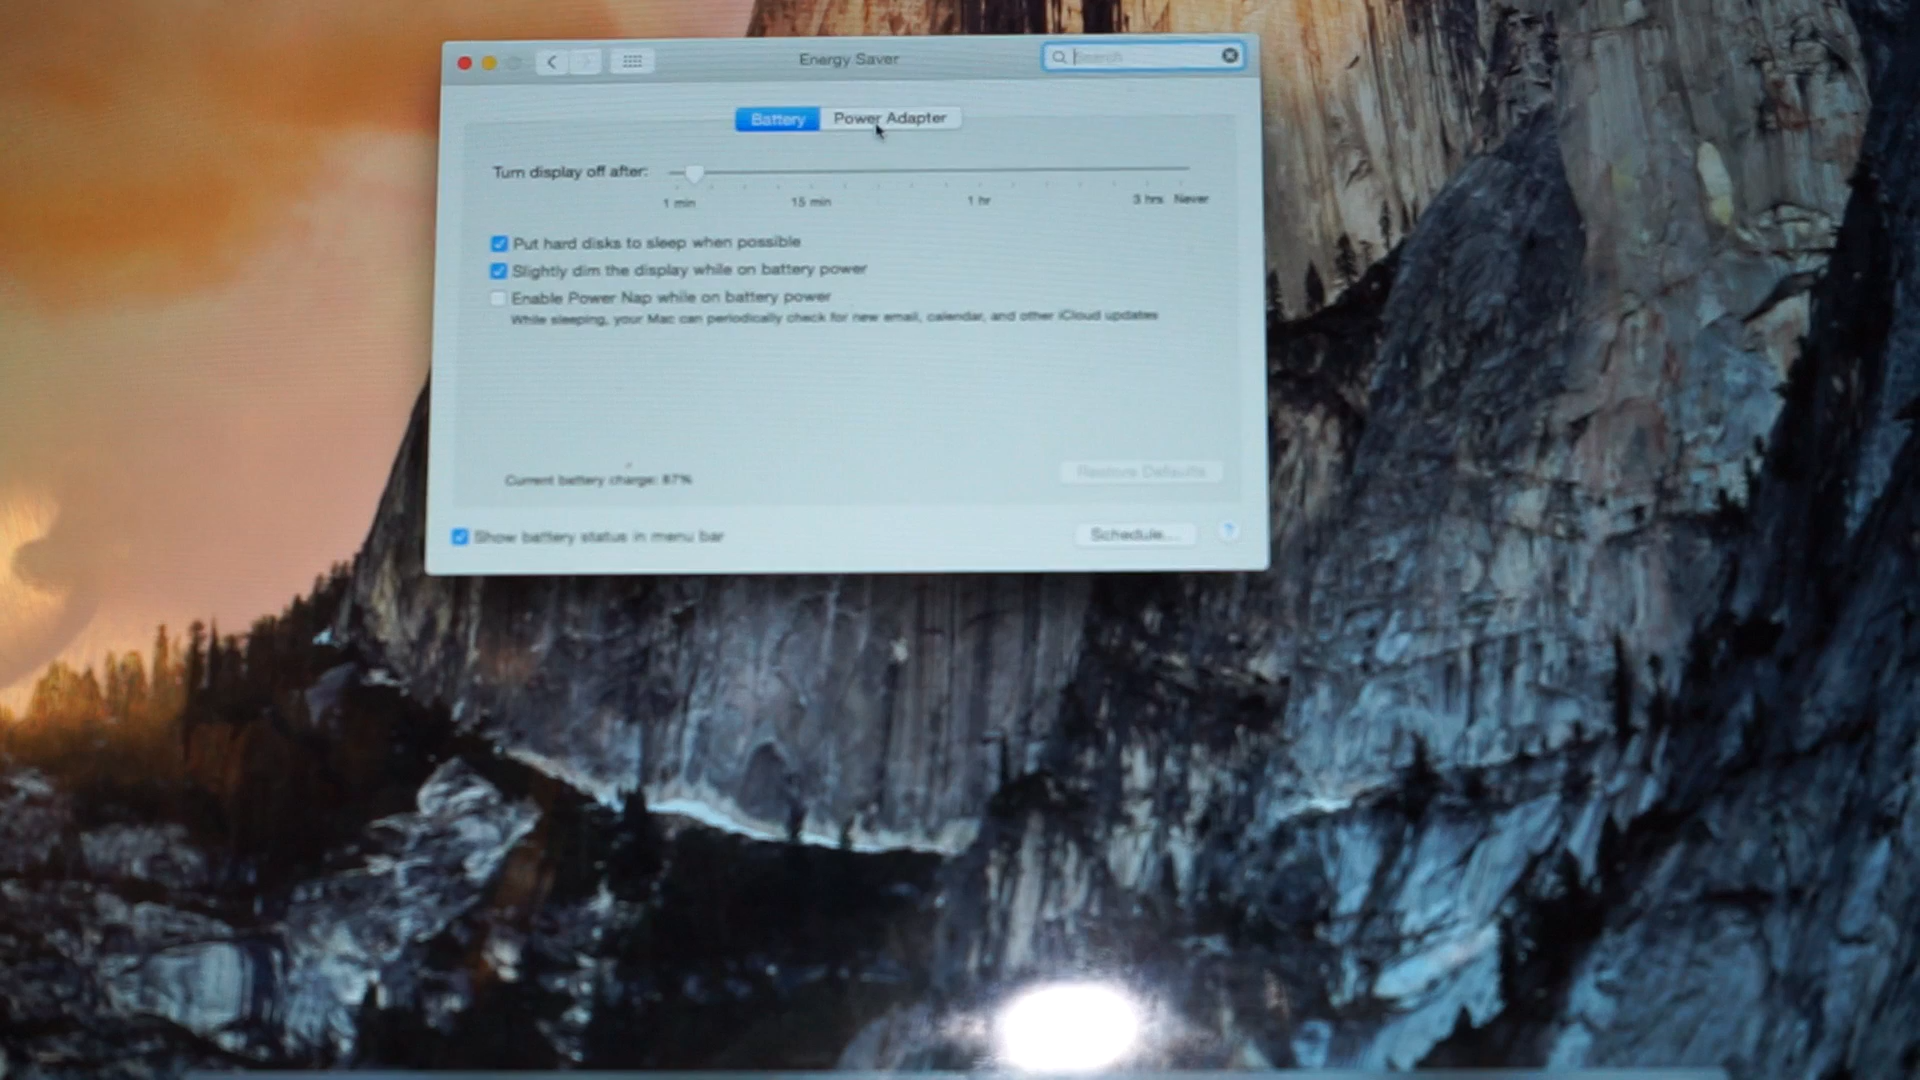 Energy Saver
Search
Battery
Power Adapter
Turn display off after:
1 min 15 min 1 hr 3 hrs Never
Put hard disks to sleep when possible
Slightly dim the display while on battery power
Enable Power Nap while on battery power
While sleeping, your Mac can periodically check for new email, calendar, and other iCloud updates
Current battery charge: 87%
Restore Defaults
Show battery status in menu bar
Schedule...
?